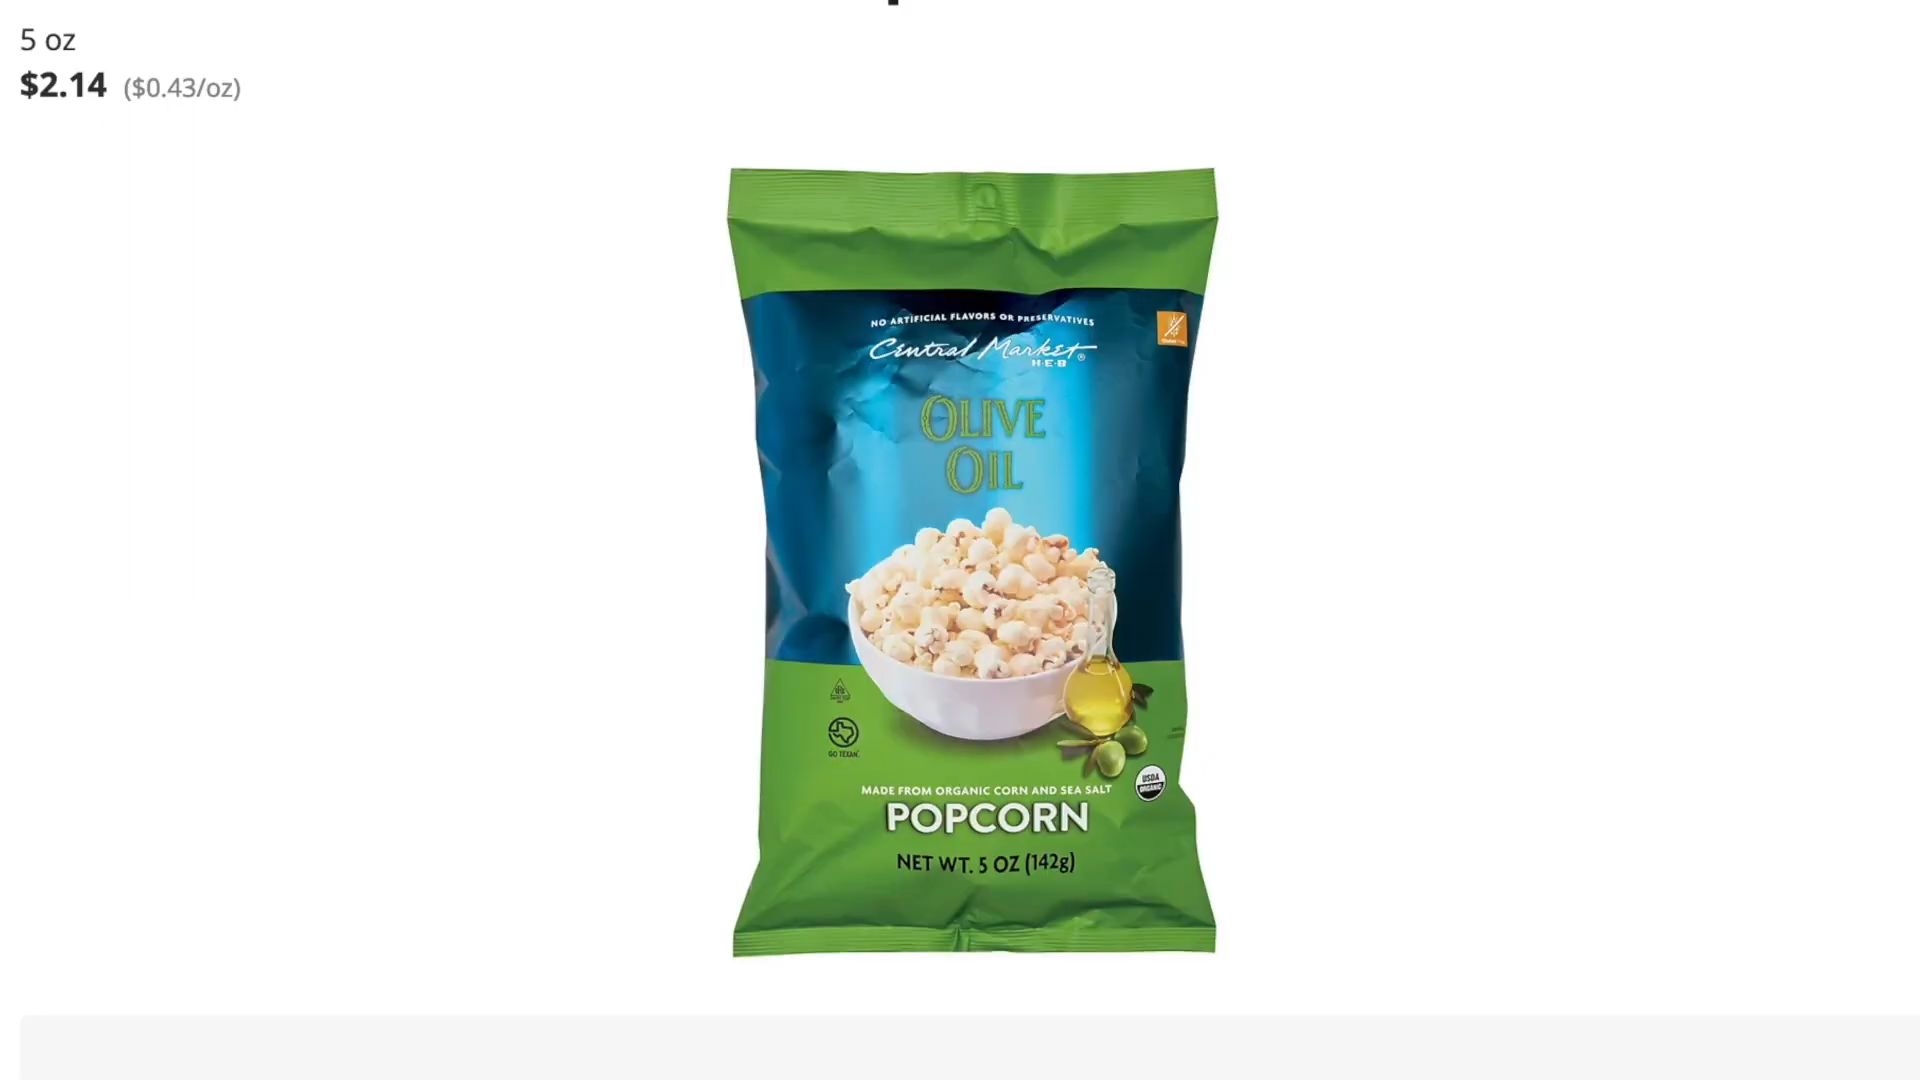 5 oz
$2.14 ($0.43/oz)
NO ARTIFICIAL FLAVORS OR PRESERVATIVES
Central Market®
H-E-B
OLIVE
OIL
GO TEXAN
USDA
ORGANIC
MADE FROM ORGANIC CORN AND SEA SALT
POPCORN
NET WT. 5 OZ (142g)